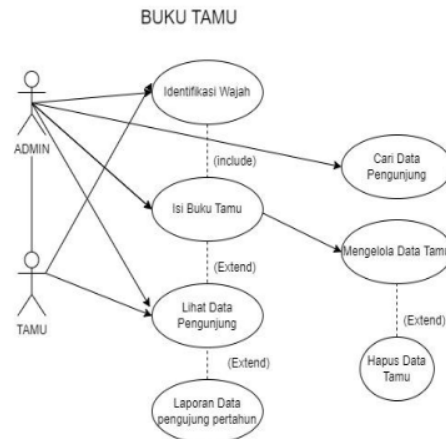 BUKU TAMU
Identifikasi Wajah
ADMIN
(include)
Cari Data
Pengunjung
Isi Buku Tamu
Mengelola Data Tamu
(Extend)
TAMU
Lihat Data
Pengunjung
(Extend)
(Extend)
Hapus Data
Tamu
Laporan Data
pengujung pertahun